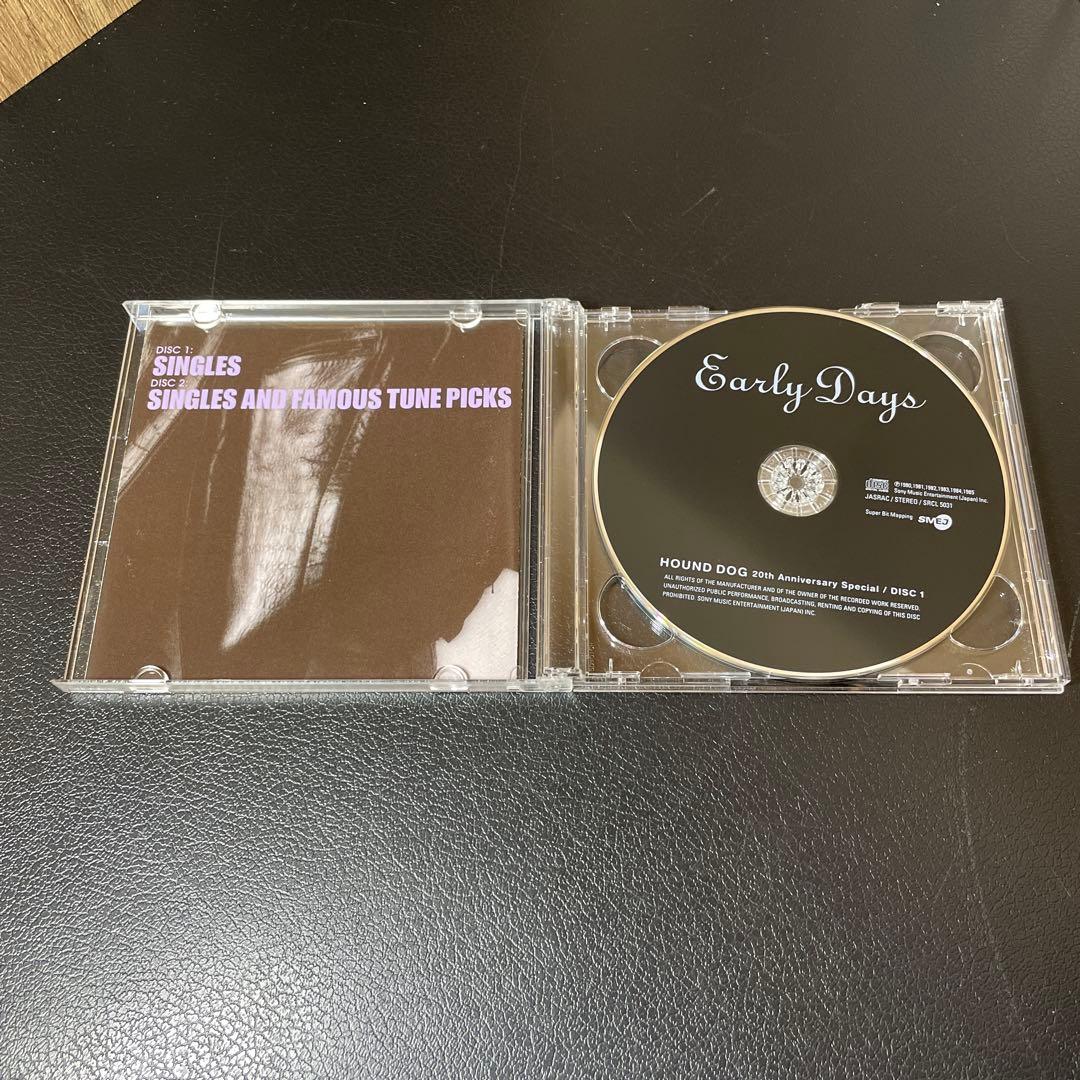 DISC 1:
SINGLES
DISC 2:
SINGLES AND FAMOUS TUNE PICKS
Early Days
℗1980,1981,1982,1983,1984,1985
Sony Music Entertainment (Japan) Inc.
JASRAC / STEREO / SRCL 5031
Super Bit Mapping SMEJ
HOUND DOG 20th Anniversary Special / DISC 1
ALL RIGHTS OF THE MANUFACTURER AND OF THE OWNER OF THE RECORDED WORK RESERVED.
UNAUTHORIZED PUBLIC PERFORMANCE, BROADCASTING, RENTING AND COPYING OF THIS DISC
PROHIBITED. SONY MUSIC ENTERTAINMENT (JAPAN) INC.